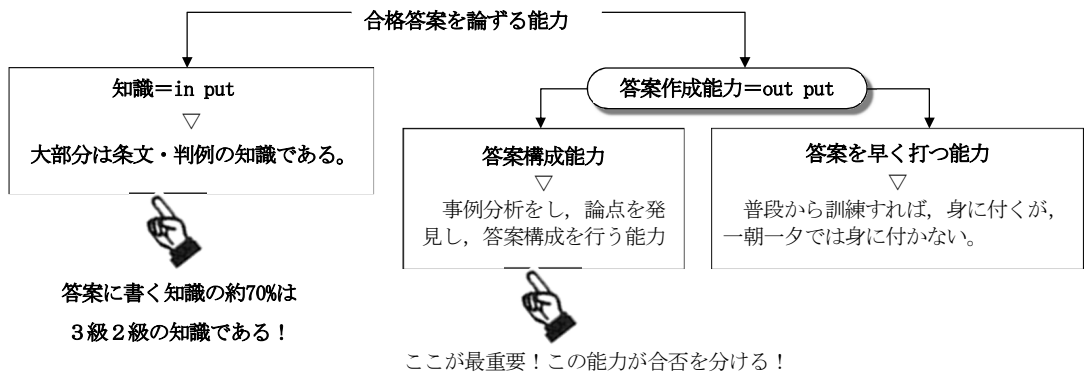 合格答案を論ずる能力
知識＝in put
▽
大部分は条文・判例の知識である。
答案に書く知識の約70%は
３級２級の知識である！
答案作成能力＝out put
答案構成能力
▽
事例分析をし，論点を発
見し，答案構成を行う能力
ここが最重要！この能力が合否を分ける！
答案を早く打つ能力
▽
普段から訓練すれば，身に付くが，
一朝一夕では身に付かない。